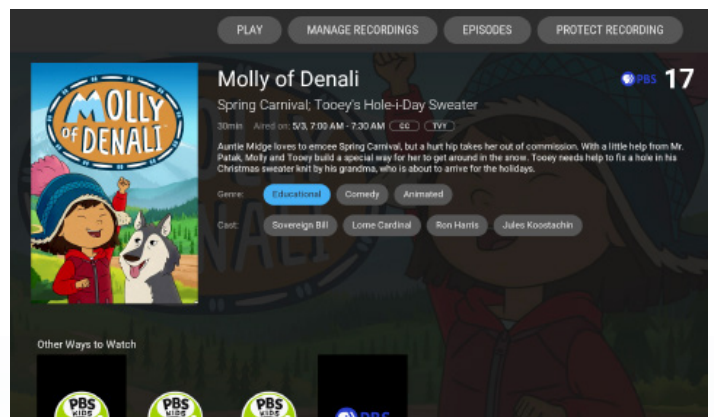 PLAY
MANAGE RECORDINGS
EPISODES
PROTECT RECORDING
MOLLY
OF DENALI
Molly of Denali
PBS 17
Spring Carnival; Tooey's Hole-i-Day Sweater
30min Aired on: 5/3, 7:00 AM - 7:30 AM CC TVY
Auntie Midge loves to emcee Spring Carnival, but a hurt hip takes her out of commission. With a little help from Mr.
Patak, Molly and Tooey build a special way for her to get around in the snow. Tooey needs help to fix a hole in his
Christmas sweater knit by his grandma, who is about to arrive for the holidays.
Genre: Educational Comedy Animated
Cast: Sovereign Bill Lorne Cardinal Ron Harris Jules Koostachin
Other Ways to Watch
PBS
KIDS
PBS
KIDS
PBS
KIDS
PBS